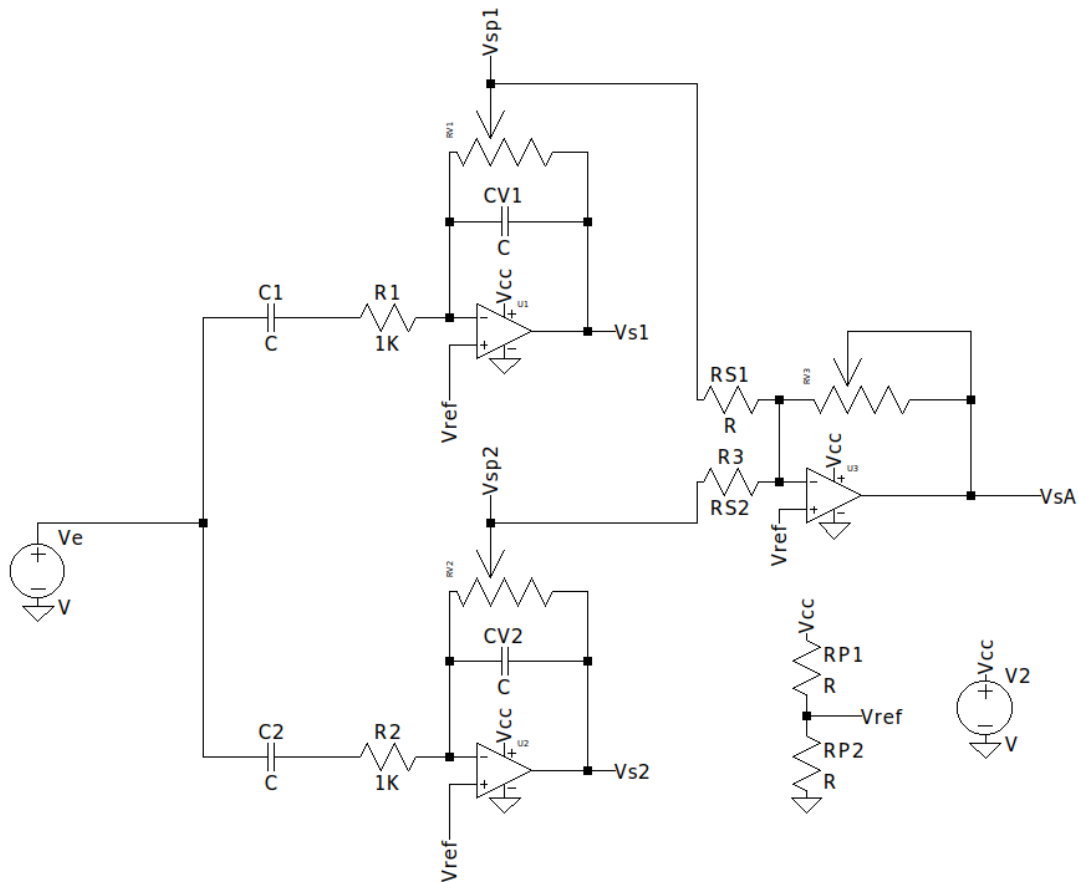 Vsp1
RV1
CV1
C
Vcc
U1
C1
C
R1
1K
Vs1
Vref
RS1
R
RV3
R3
RS2
Vcc
U3
Vref
VsA
Vsp2
Ve
V
RV2
CV2
C
Vcc
U2
C2
C
R2
1K
Vs2
Vref
Vcc
RP1
R
Vref
RP2
R
Vcc
V2
V